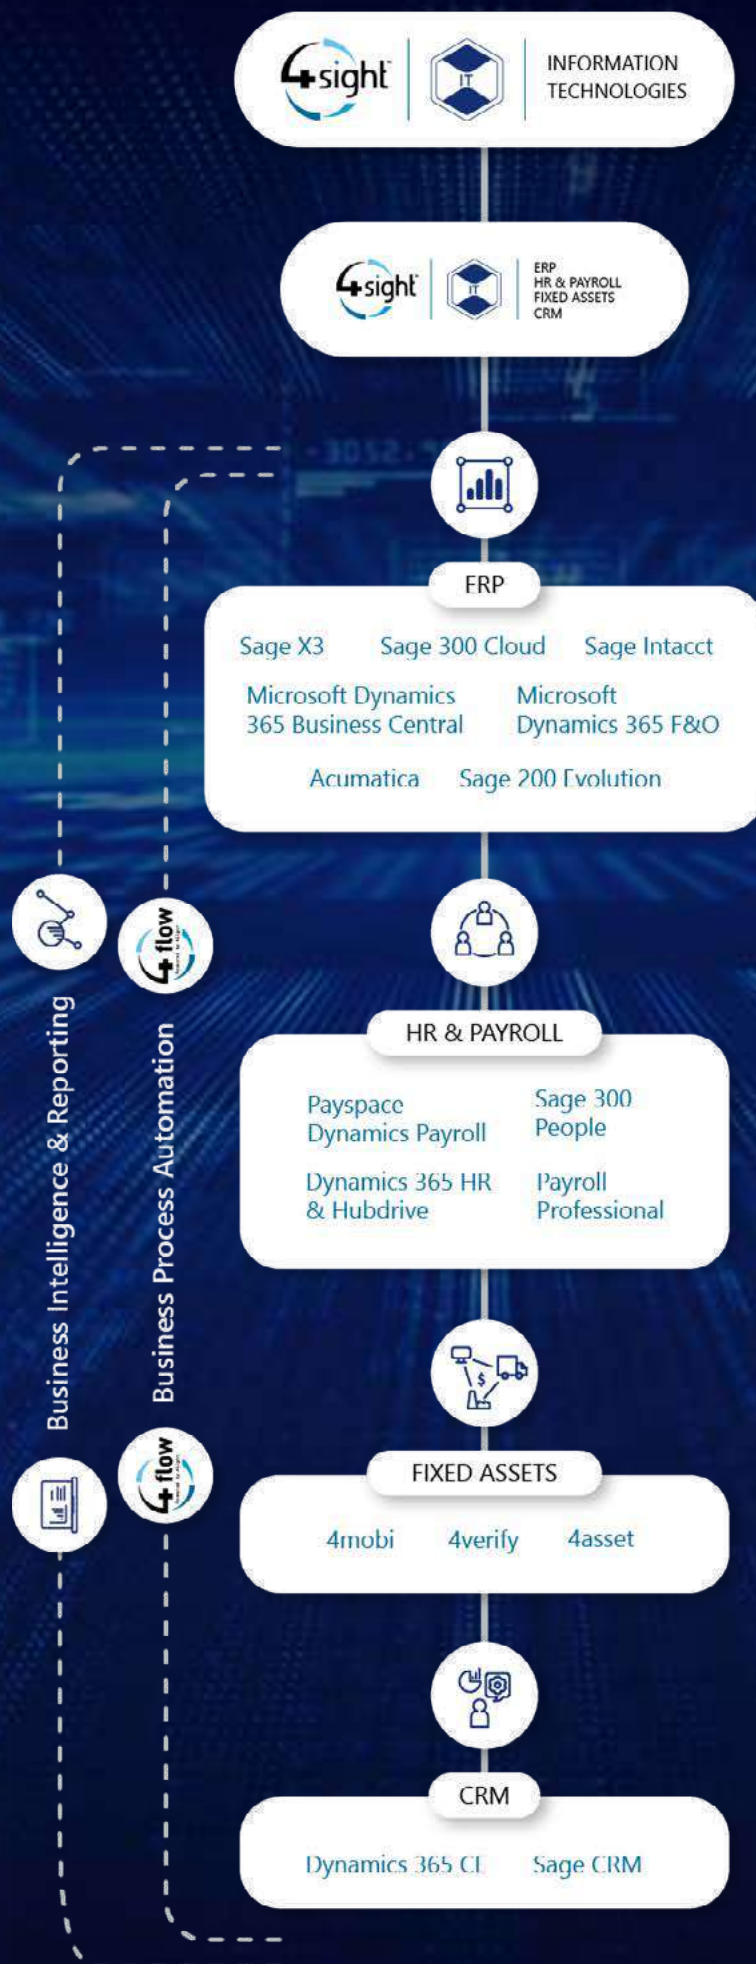 4sight
IT
INFORMATION
TECHNOLOGIES
4sight
IT
ERP
HR & PAYROLL
FIXED ASSETS
CRM
ERP
Sage X3
Sage 300 Cloud
Sage Intacct
Microsoft Dynamics
365 Business Central
Microsoft
Dynamics 365 F&O
Acumatica
Sage 200 Evolution
HR & PAYROLL
Payspace
Dynamics Payroll
Sage 300
People
Dynamics 365 HR
& Hubdrive
Payroll
Professional
FIXED ASSETS
4mobi
4verify
4asset
CRM
Dynamics 365 CE
Sage CRM
Business Intelligence & Reporting
4flow
Business Process Automation
4flow